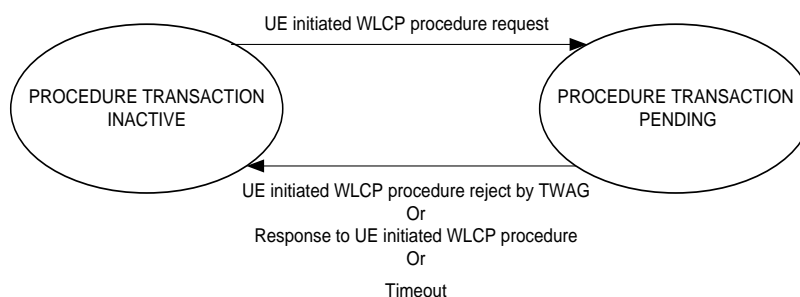 UE initiated WLCP procedure request
PROCEDURE TRANSACTION
INACTIVE
PROCEDURE TRANSACTION
PENDING
UE initiated WLCP procedure reject by TWAG
Or
Response to UE initiated WLCP procedure
Or
Timeout